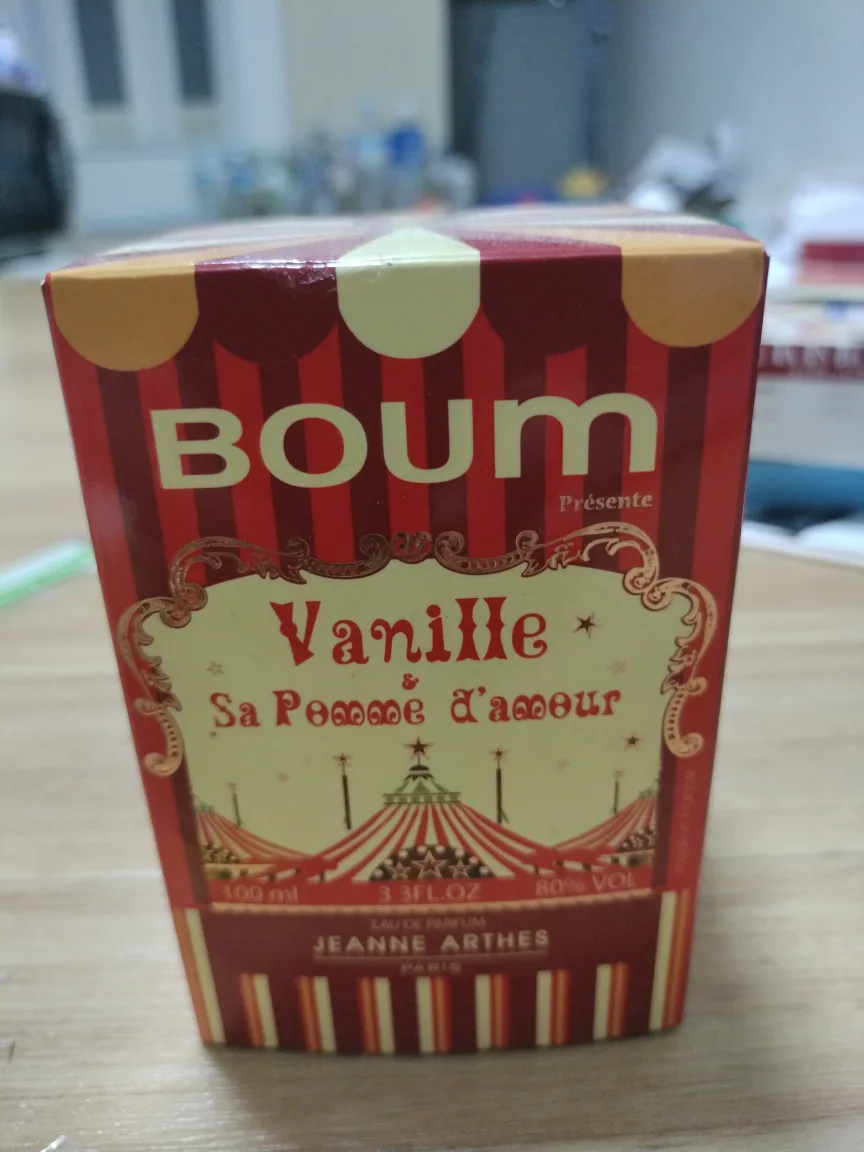 BOUM
Présente
Vanille
&
Sa Pomme d'amour
100 ml 3 3FL.OZ 80% VOL
EAU DE PARFUM
JEANNE ARTHES
PARIS